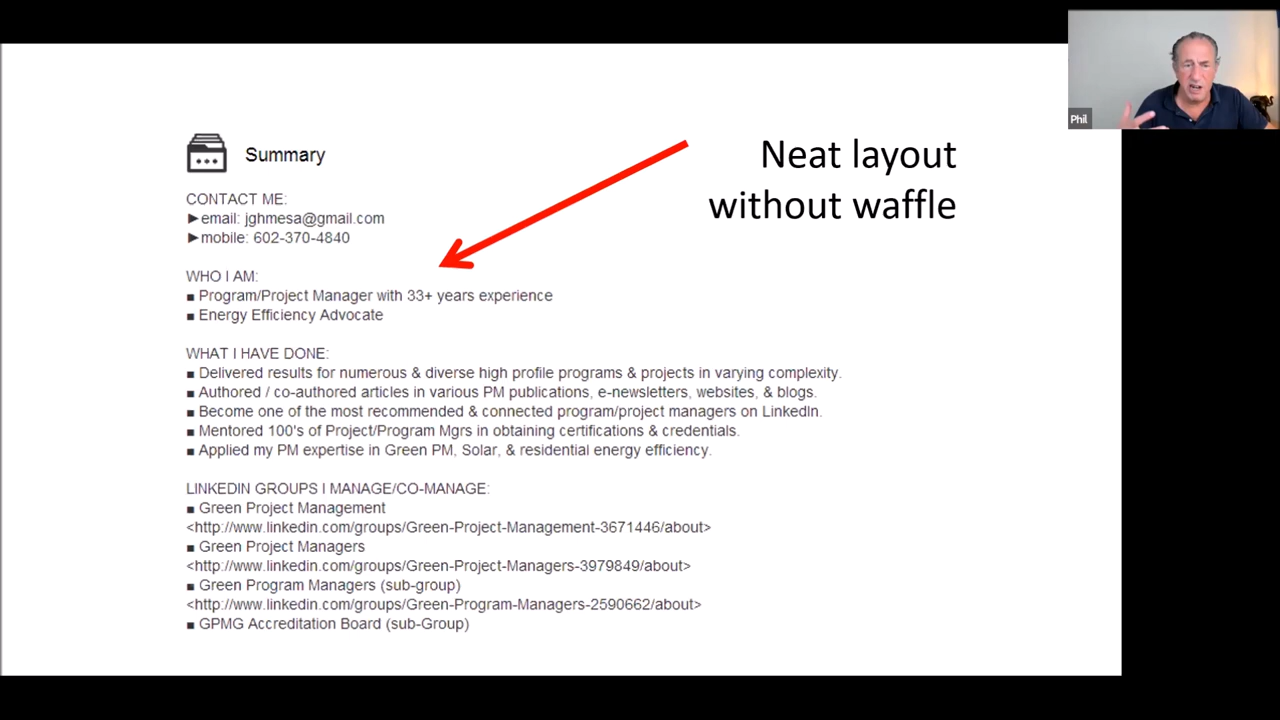 Summary
Neat layout
without waffle
CONTACT ME:
►email: jghmesa@gmail.com
►mobile: 602-370-4840
WHO I AM:
■ Program/Project Manager with 33+ years experience
■ Energy Efficiency Advocate
WHAT I HAVE DONE:
■ Delivered results for numerous & diverse high profile programs & projects in varying complexity.
■ Authored / co-authored articles in various PM publications, e-newsletters, websites, & blogs.
■ Become one of the most recommended & connected program/project managers on LinkedIn.
■ Mentored 100's of Project/Program Mgrs in obtaining certifications & credentials.
■ Applied my PM expertise in Green PM, Solar, & residential energy efficiency.
LINKEDIN GROUPS I MANAGE/CO-MANAGE:
■ Green Project Management
<http://www.linkedin.com/groups/Green-Project-Management-3671446/about>
■ Green Project Managers
<http://www.linkedin.com/groups/Green-Project-Managers-3979849/about>
■ Green Program Managers (sub-group)
<http://www.linkedin.com/groups/Green-Program-Managers-2590662/about>
■ GPMG Accreditation Board (sub-Group)
Phil